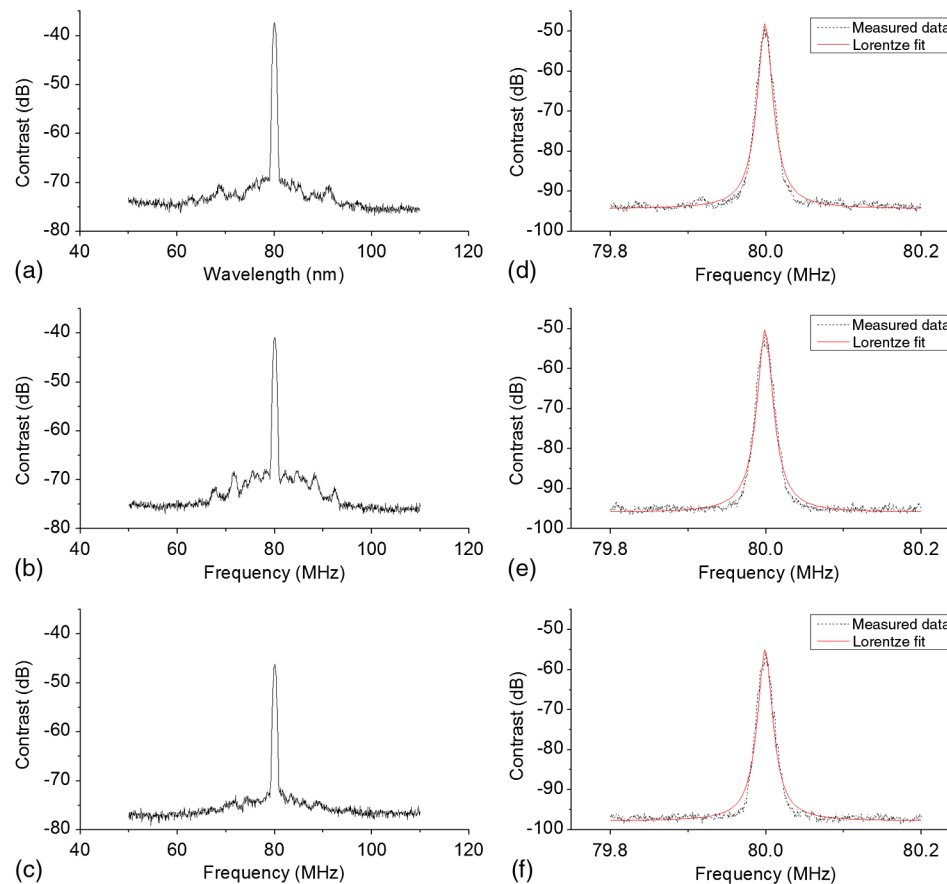 -40
-50
-60
-70
-80
Contrast (dB)
40 60 80 100 120
Wavelength (nm)
(a)
-50
-60
-70
-80
-90
-100
Contrast (dB)
79.8 80.0 80.2
Frequency (MHz)
Measured data
Lorentze fit
(d)
-40
-50
-60
-70
-80
Contrast (dB)
40 60 80 100 120
Frequency (MHz)
(b)
-50
-60
-70
-80
-90
-100
Contrast (dB)
79.8 80.0 80.2
Frequency (MHz)
Measured data
Lorentze fit
(e)
-40
-50
-60
-70
-80
Contrast (dB)
40 60 80 100 120
Frequency (MHz)
(c)
-50
-60
-70
-80
-90
-100
Contrast (dB)
79.8 80.0 80.2
Frequency (MHz)
Measured data
Lorentze fit
(f)